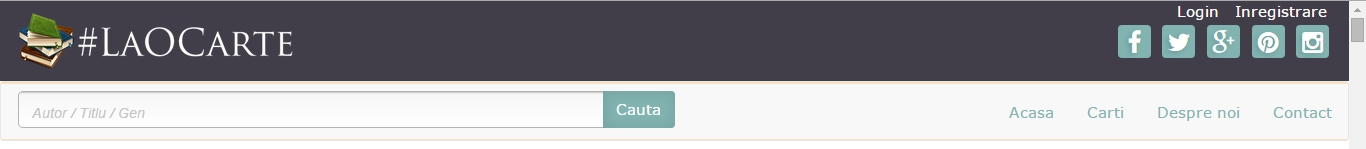 Login Inregistrare
#LaOCarte
Autor / Titlu / Gen
Cauta
Acasa Carti Despre noi Contact